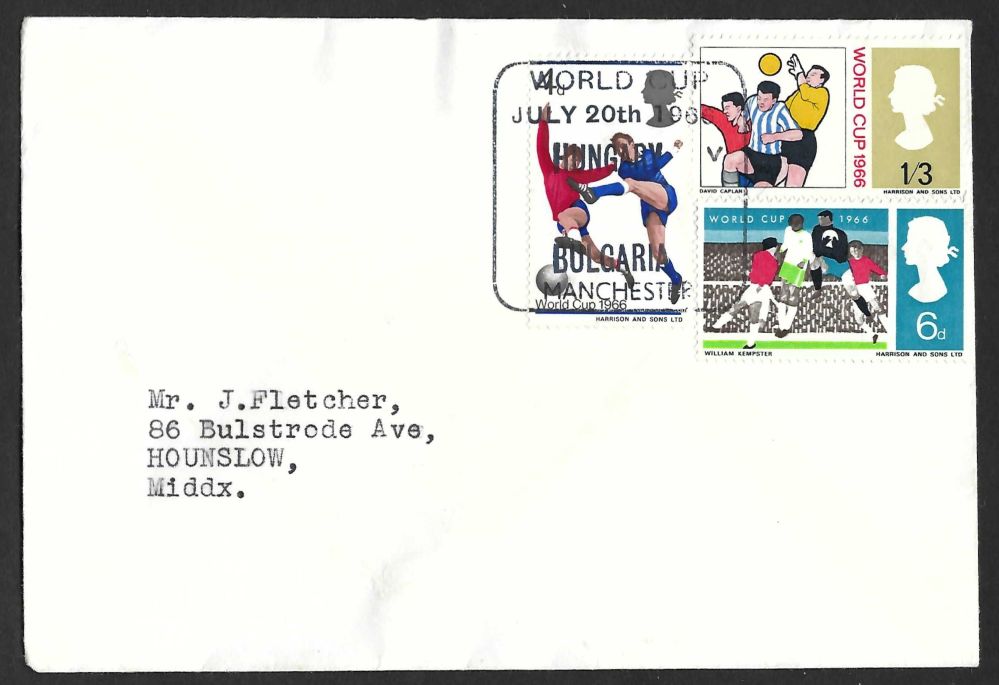 4d
WORLD CUP
JULY 20th 1966
HUNGARY
V
BULGARIA
MANCHESTER
World Cup 1966
HARRISON AND SONS LTD
WORLD CUP 1966
1/3
DAVID CAPLAN
HARRISON AND SONS LTD
WORLD CUP 1966
6d
WILLIAM KEMPSTER
HARRISON AND SONS LTD
Mr. J.Fletcher,
86 Bulstrode Ave,
HOUNSLOW,
Middx.